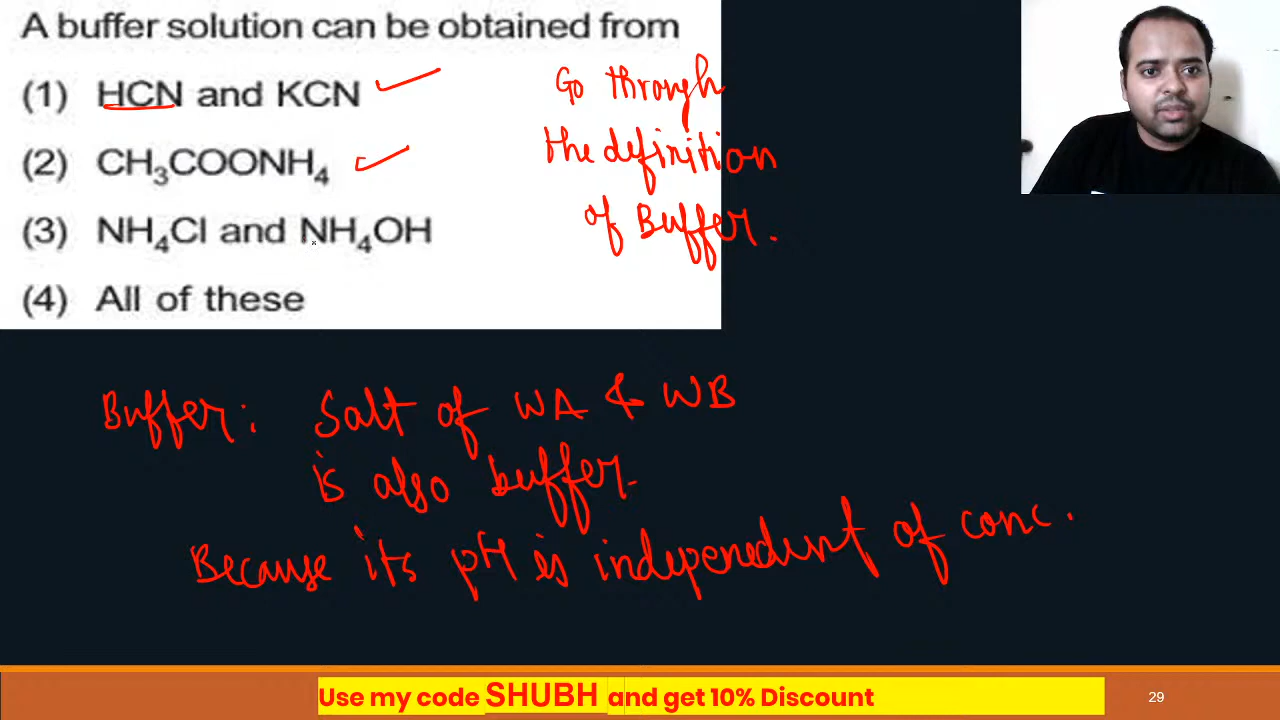 A buffer solution can be obtained from
(1) HCN and KCN
(2) CH₃COONH₄
(3) NH₄Cl and NH₄OH
(4) All of these
Go through
the definition
of Buffer.
Buffer: Salt of WA & WB
is also buffer.
Because its pH is indepenedent of conc.
Use my code SHUBH and get 10% Discount
29